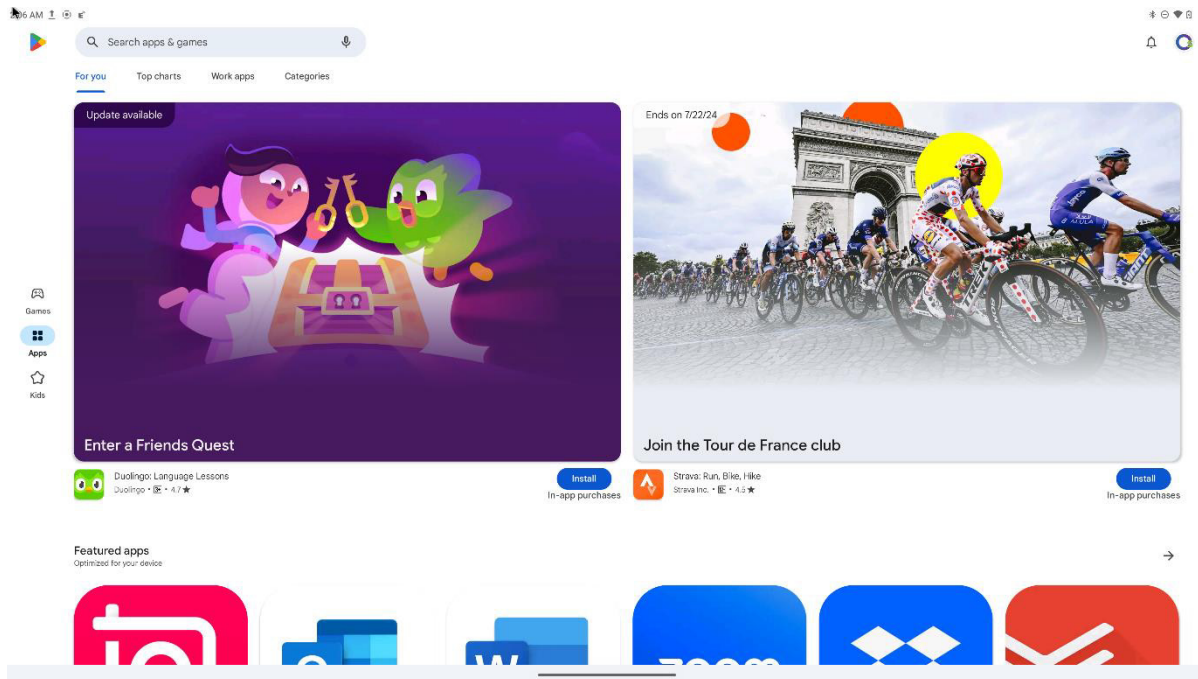 :06 AM
Search apps & games
For you Top charts Work apps Categories
Update available
Enter a Friends Quest
Duolingo: Language Lessons
Duolingo • E • 4.7 ★
Install
In-app purchases
Ends on 7/22/24
Join the Tour de France club
Strava: Run, Bike, Hike
Strava Inc. • E • 4.5 ★
Install
In-app purchases
Games
Apps
Kids
Featured apps
Optimized for your device
W
zoom